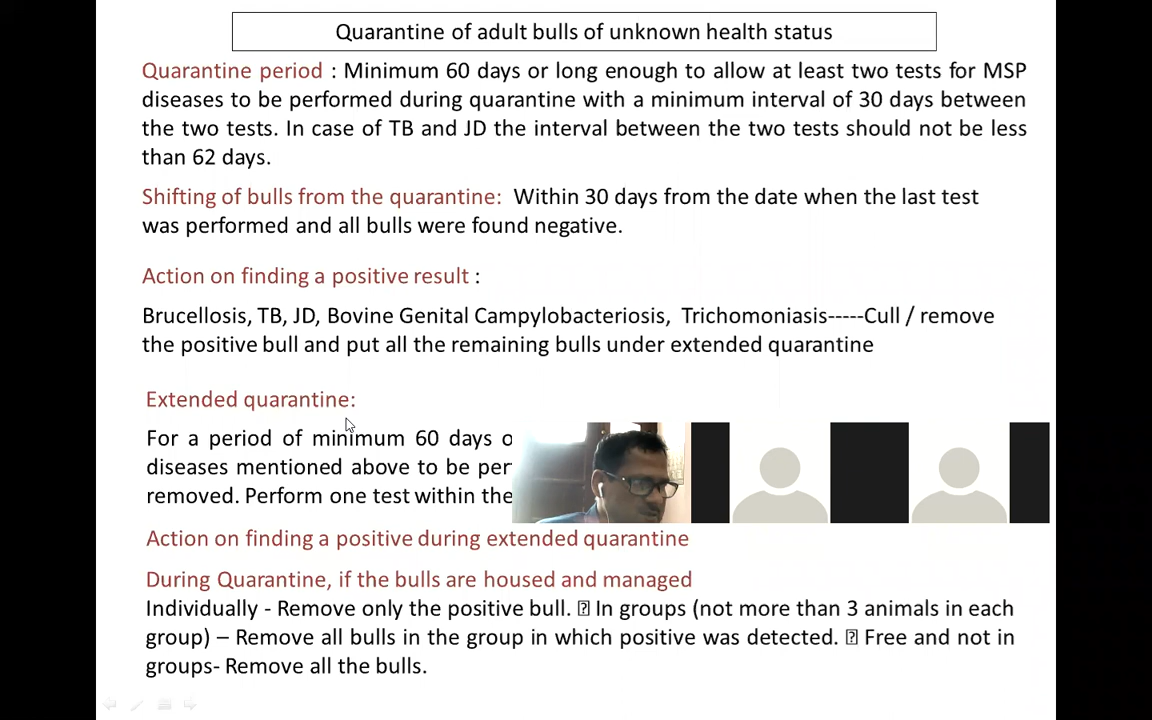 Quarantine of adult bulls of unknown health status
Quarantine period : Minimum 60 days or long enough to allow at least two tests for MSP
diseases to be performed during quarantine with a minimum interval of 30 days between
the two tests. In case of TB and JD the interval between the two tests should not be less
than 62 days.
Shifting of bulls from the quarantine: Within 30 days from the date when the last test
was performed and all bulls were found negative.
Action on finding a positive result :
Brucellosis, TB, JD, Bovine Genital Campylobacteriosis, Trichomoniasis-----Cull / remove
the positive bull and put all the remaining bulls under extended quarantine
Extended quarantine:
For a period of minimum 60 days
diseases mentioned above to be
removed. Perform one test within the
Action on finding a positive during extended quarantine
During Quarantine, if the bulls are housed and managed
Individually - Remove only the positive bull. In groups (not more than 3 animals in each
group) – Remove all bulls in the group in which positive was detected. Free and not in
groups- Remove all the bulls.